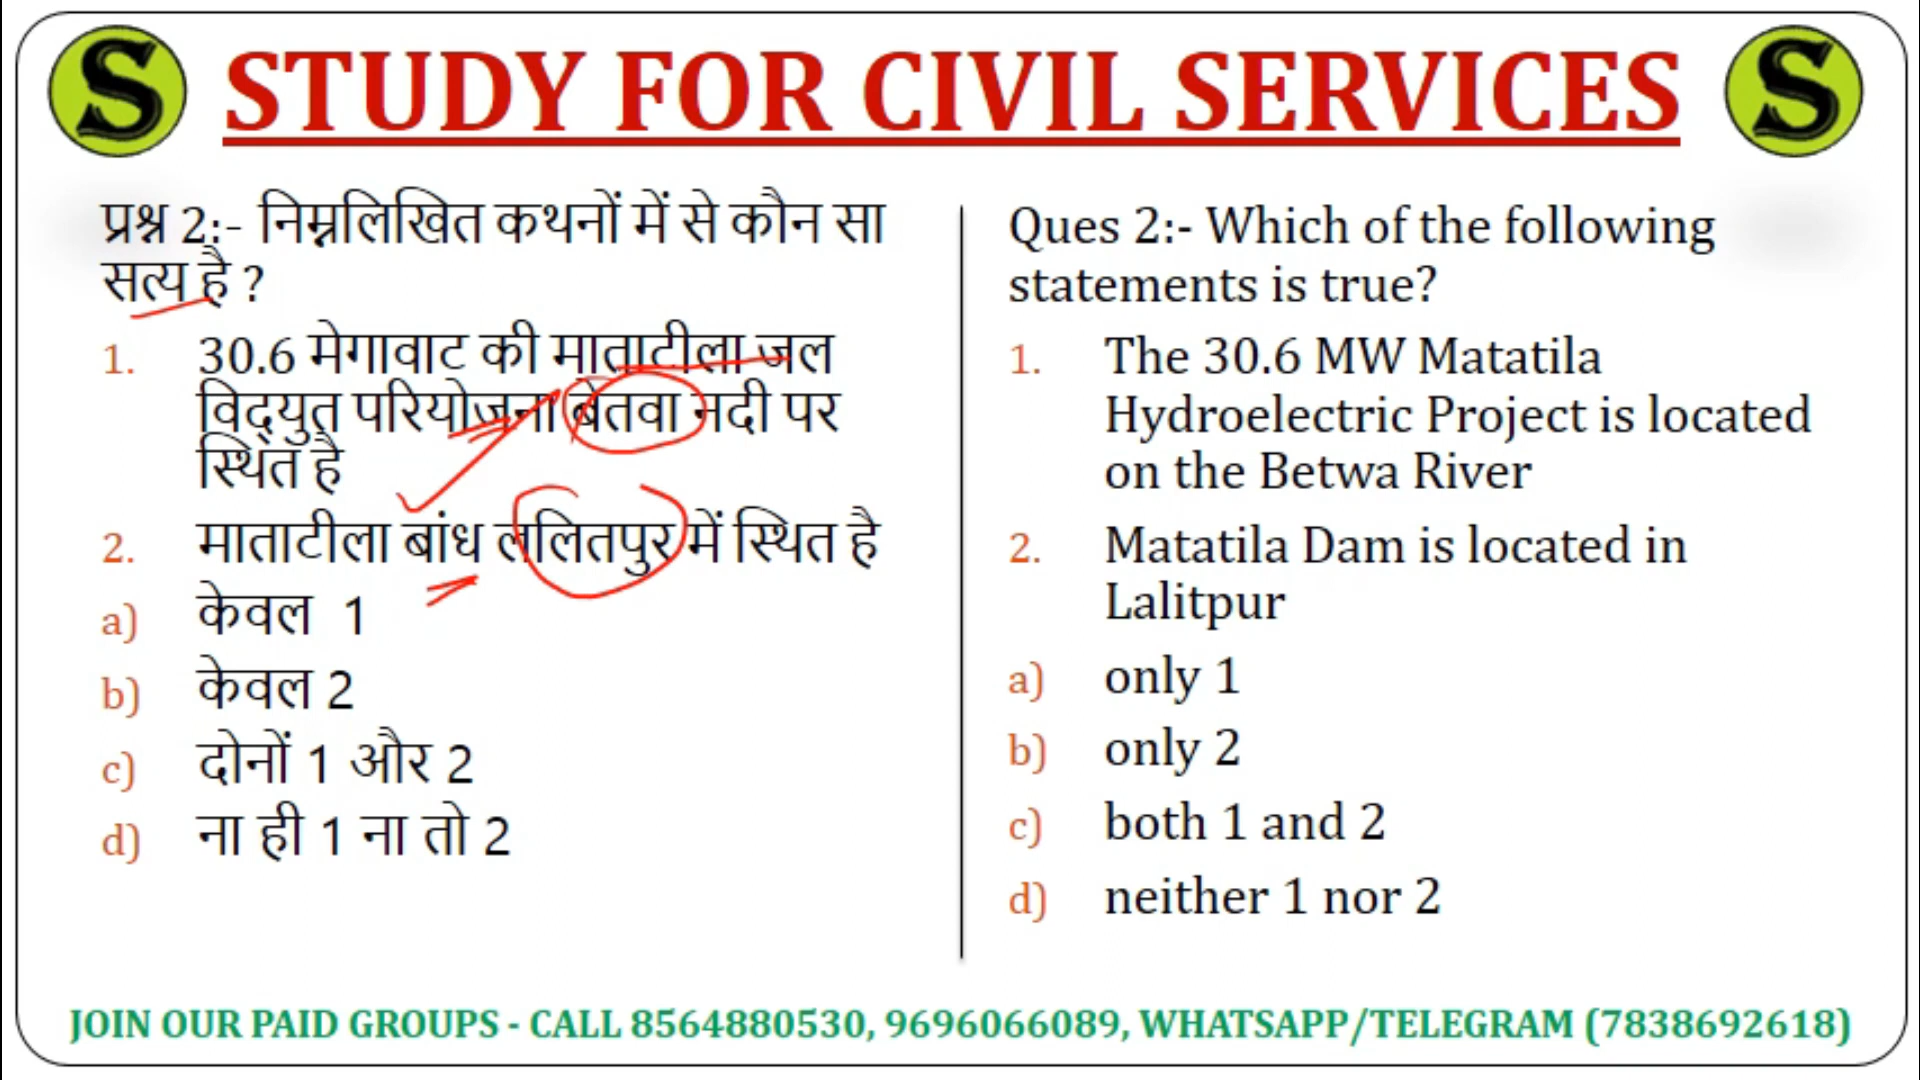 S STUDY FOR CIVIL SERVICES S
प्रश्न 2:- निम्नलिखित कथनों में से कौन सा
सत्य है ?
1. 30.6 मेगावाट की माताटीला जल
विद्युत परियोजना बेतवा नदी पर
स्थित है
2. माताटीला बांध ललितपुर में स्थित है
a) केवल 1
b) केवल 2
c) दोनों 1 और 2
d) ना ही 1 ना तो 2
Ques 2:- Which of the following
statements is true?
1. The 30.6 MW Matatila
Hydroelectric Project is located
on the Betwa River
2. Matatila Dam is located in
Lalitpur
a) only 1
b) only 2
c) both 1 and 2
d) neither 1 nor 2
JOIN OUR PAID GROUPS - CALL 8564880530, 9696066089, WHATSAPP/TELEGRAM (7838692618)